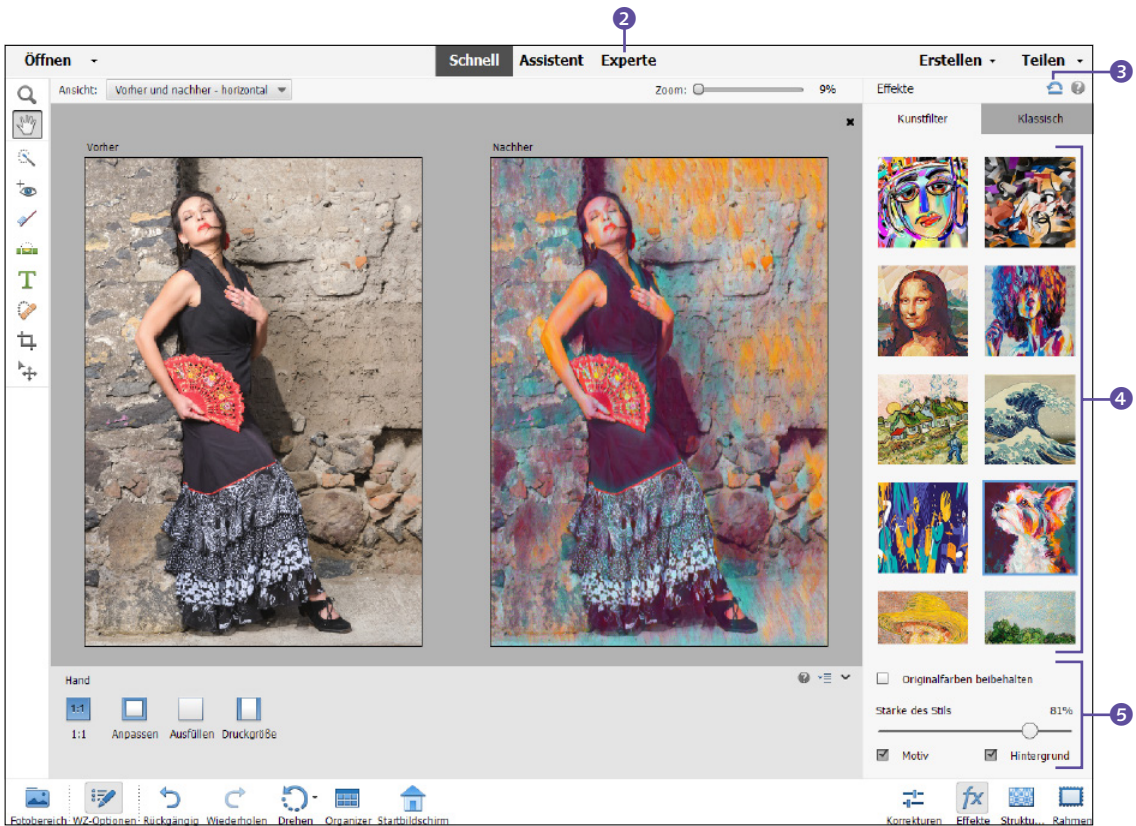 2
Öffnen
Schnell Assistent Experte
Erstellen Teilen
3
Ansicht: Vorher und nachher - horizontal
Zoom: 9%
Effekte
Kunstfilter Klassisch
Vorher
Nachher
4
Hand
1:1
1:1 Anpassen Ausfüllen Druckgröße
Originalfarben beibehalten
Stärke des Stils 81%
5
Motiv Hintergrund
Fotobereich WZ-Optionen Rückgängig Wiederholen Drehen Organizer Startbildschirm
Korrekturen Effekte Struktu... Rahmen
fx
T